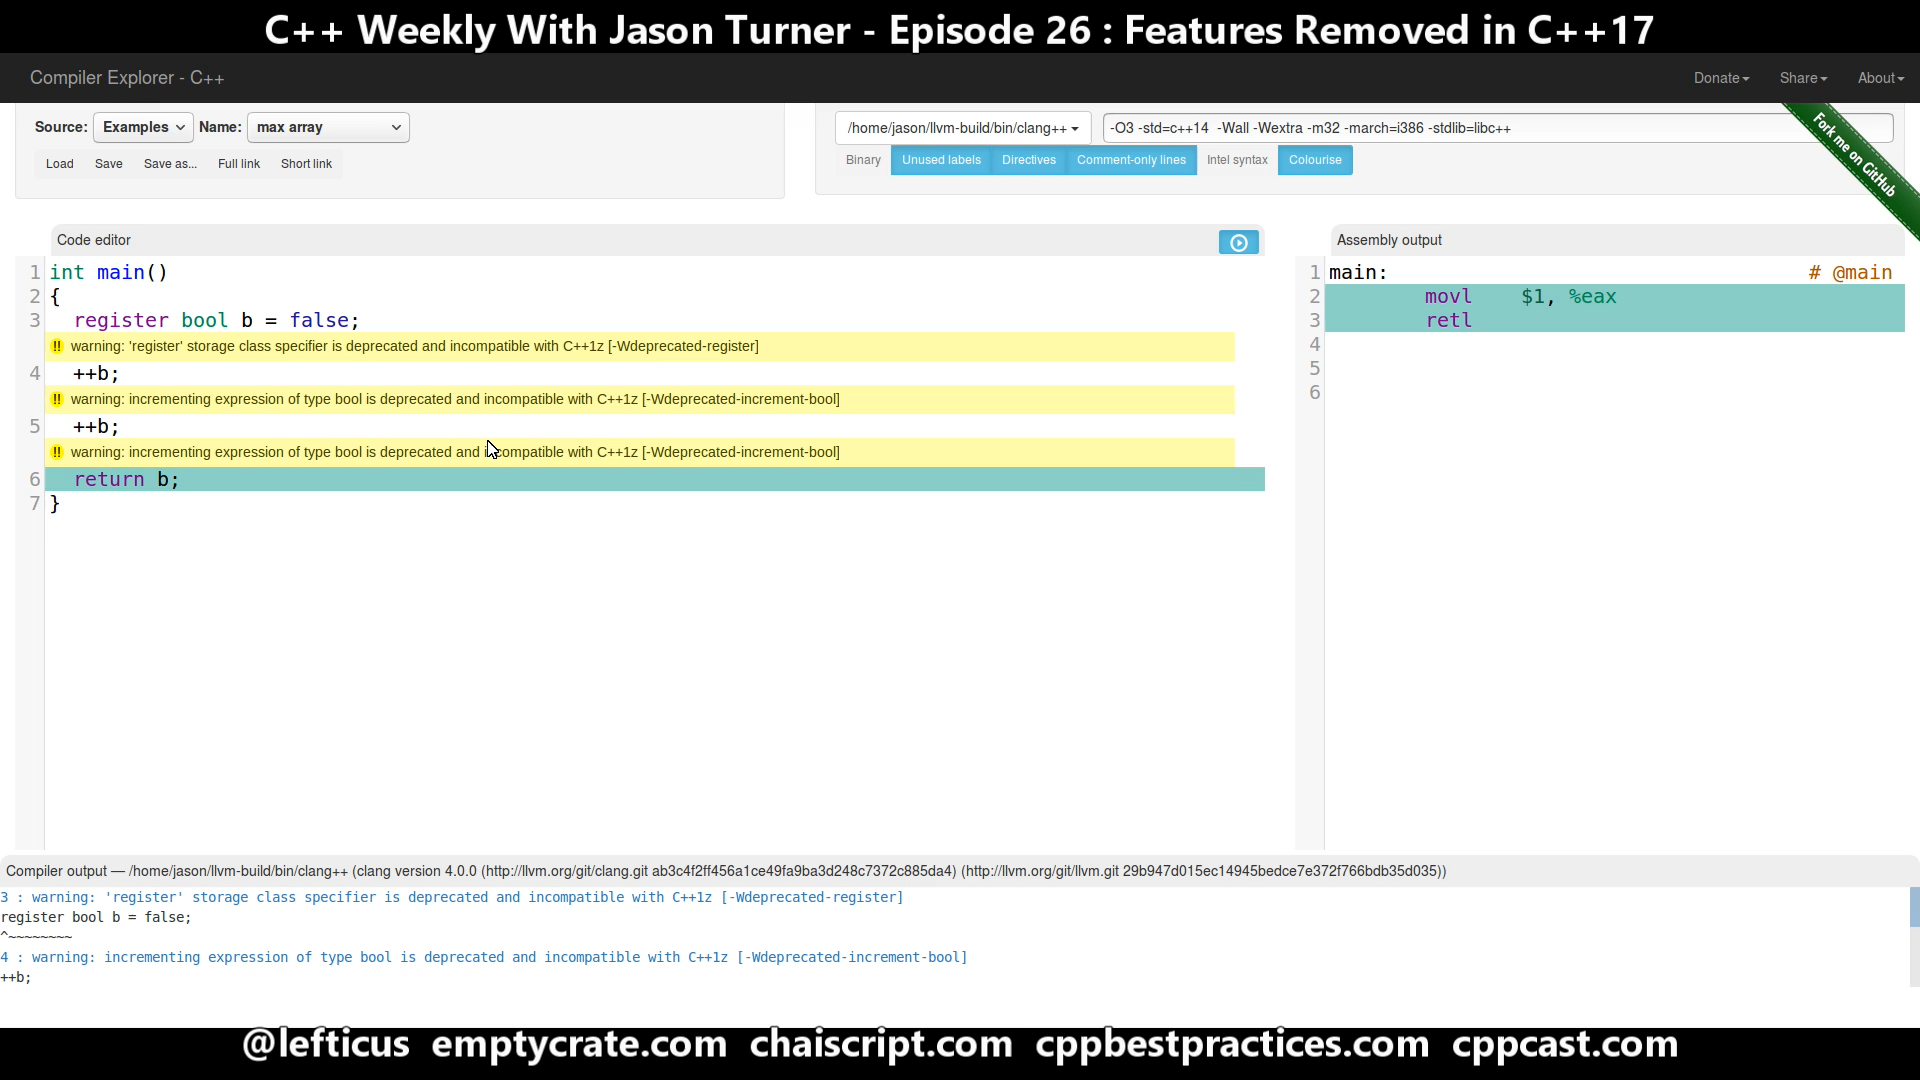 C++ Weekly With Jason Turner - Episode 26 : Features Removed in C++17
Compiler Explorer - C++
Donate Share About
Fork me on GitHub
Source: Examples Name: max array
Load Save Save as... Full link Short link
/home/jason/llvm-build/bin/clang++ -O3 -std=c++14 -Wall -Wextra -m32 -march=i386 -stdlib=libc++
Binary Unused labels Directives Comment-only lines Intel syntax Colourise
Code editor
1 int main()
2 {
3 register bool b = false;
!! warning: 'register' storage class specifier is deprecated and incompatible with C++1z [-Wdeprecated-register]
4 ++b;
!! warning: incrementing expression of type bool is deprecated and incompatible with C++1z [-Wdeprecated-increment-bool]
5 ++b;
!! warning: incrementing expression of type bool is deprecated and incompatible with C++1z [-Wdeprecated-increment-bool]
6 return b;
7 }
Assembly output
1 main: # @main
2 movl $1, %eax
3 retl
4
5
6
Compiler output — /home/jason/llvm-build/bin/clang++ (clang version 4.0.0 (http://llvm.org/git/clang.git ab3c4f2ff456a1ce49fa9ba3d248c7372c885da4) (http://llvm.org/git/llvm.git 29b947d015ec14945bedce7e372f766bdb35d035))
3 : warning: 'register' storage class specifier is deprecated and incompatible with C++1z [-Wdeprecated-register]
register bool b = false;
^~~~~~~~~
4 : warning: incrementing expression of type bool is deprecated and incompatible with C++1z [-Wdeprecated-increment-bool]
++b;
@lefticus emptycrate.com chaiscript.com cppbestpractices.com cppcast.com